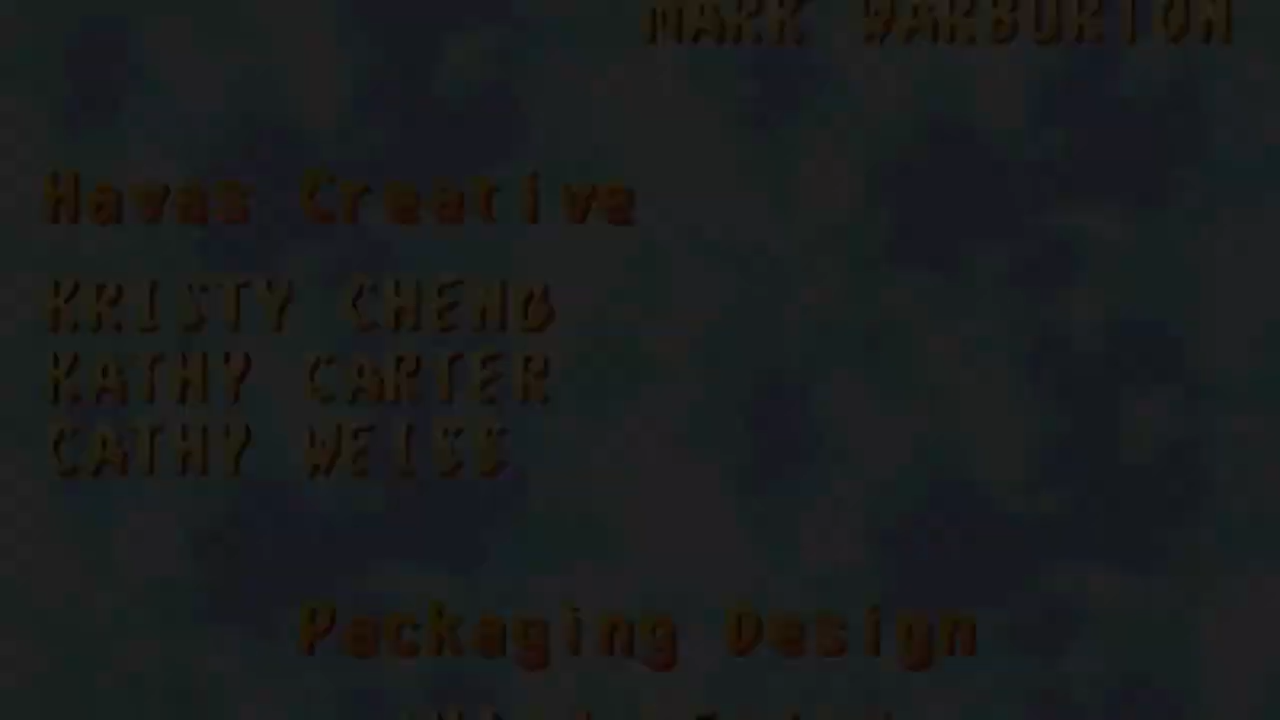 MARK WARBURTON
Havas Creative
KRISTY CHENG
KATHY CARTER
CATHY WEISS
Packaging Design